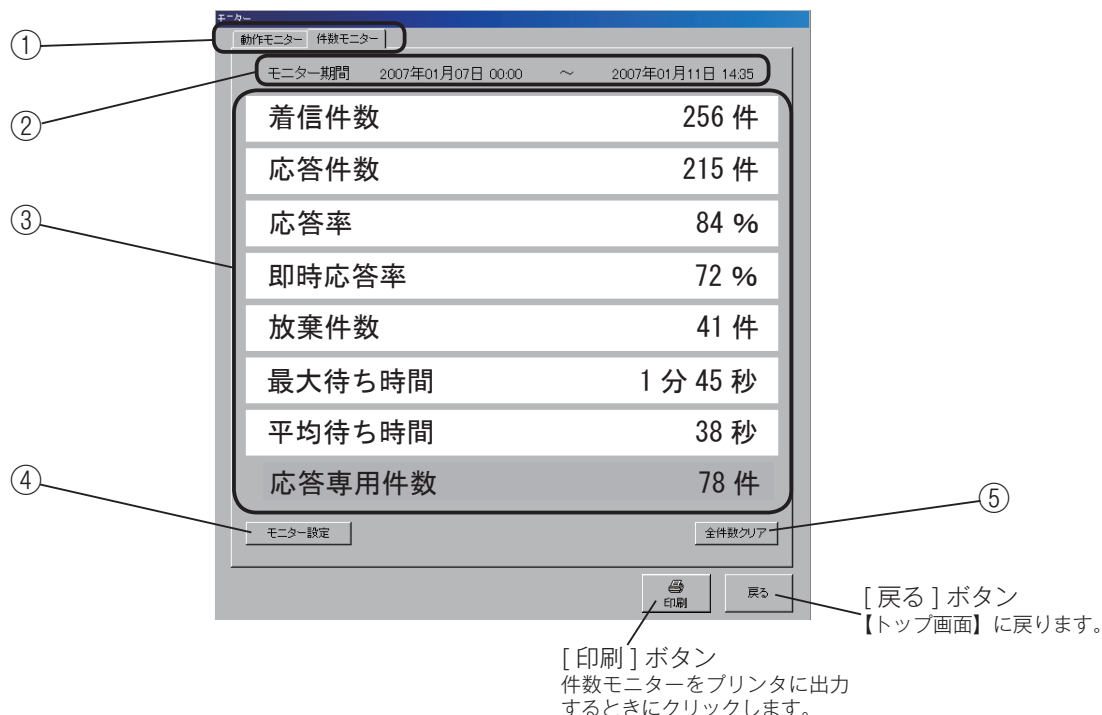 モニター
動作モニター 件数モニター
モニター期間 2007年01月07日 00:00 ～ 2007年01月11日 14:35
着信件数 256 件
応答件数 215 件
応答率 84 %
即時応答率 72 %
放棄件数 41 件
最大待ち時間 1 分 45 秒
平均待ち時間 38 秒
応答専用件数 78 件
モニター設定 全件数クリア
印刷 戻る
①
②
③
④
⑤
[ 戻る ] ボタン
【トップ画面】に戻ります。
[ 印刷 ] ボタン
件数モニターをプリンタに出力
するときにクリックします。